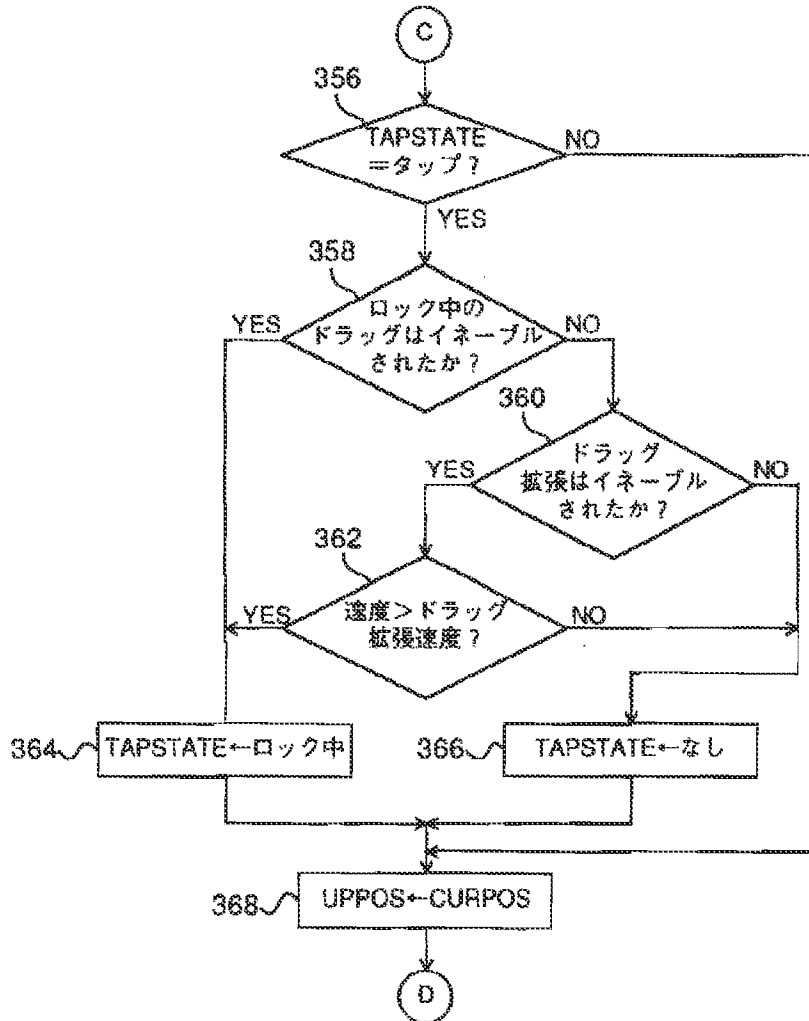 C
356
TAPSTATE
=タップ?
NO
YES
358
ロック中の
ドラッグはイネーブル
されたか?
YES
NO
360
ドラッグ
拡張はイネーブル
されたか?
YES
NO
362
速度>ドラッグ
拡張速度?
YES
NO
364
TAPSTATE←ロック中
366
TAPSTATE←なし
368
UPPOS←CURPOS
D